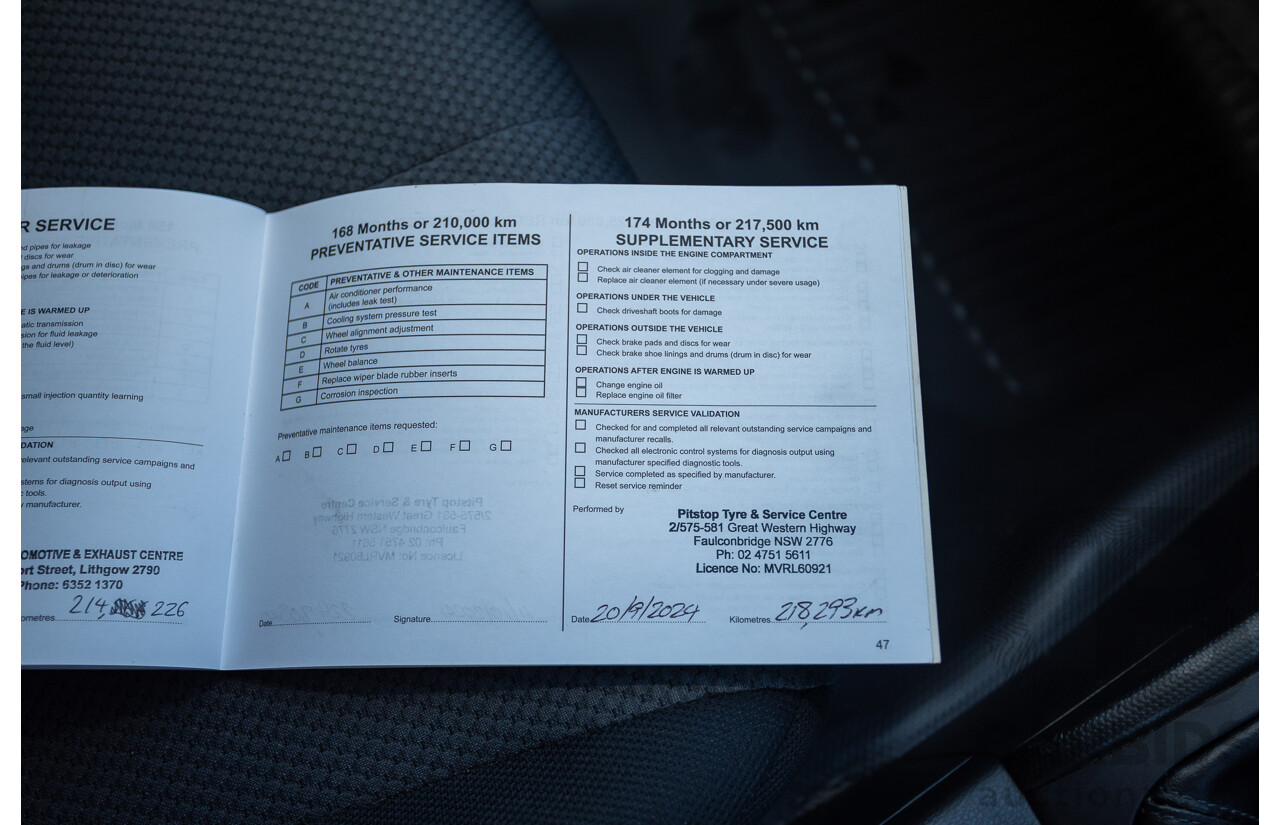 R SERVICE
d pipes for leakage
discs for wear
gs and drums (drum in disc) for wear
ipes for leakage or deterioration
E IS WARMED UP
atic transmission
sion for fluid leakage
the fluid level)
small injection quantity learning
age
DATION
elevant outstanding service campaigns and
stems for diagnosis output using
tools.
manufacturer.
OMOTIVE & EXHAUST CENTRE
ort Street, Lithgow 2790
Phone: 6352 1370
ometres 214, 226
168 Months or 210,000 km
PREVENTATIVE SERVICE ITEMS
CODE PREVENTATIVE & OTHER MAINTENANCE ITEMS
A Air conditioner performance
(includes leak test)
B Cooling system pressure test
C Wheel alignment adjustment
D Rotate tyres
E Wheel balance
F Replace wiper blade rubber inserts
G Corrosion inspection
Preventative maintenance items requested:
A B C D E F G
Date Signature
174 Months or 217,500 km
SUPPLEMENTARY SERVICE
OPERATIONS INSIDE THE ENGINE COMPARTMENT
Check air cleaner element for clogging and damage
Replace air cleaner element (if necessary under severe usage)
OPERATIONS UNDER THE VEHICLE
Check driveshaft boots for damage
OPERATIONS OUTSIDE THE VEHICLE
Check brake pads and discs for wear
Check brake shoe linings and drums (drum in disc) for wear
OPERATIONS AFTER ENGINE IS WARMED UP
Change engine oil
Replace engine oil filter
MANUFACTURERS SERVICE VALIDATION
Checked for and completed all relevant outstanding service campaigns and
manufacturer recalls.
Checked all electronic control systems for diagnosis output using
manufacturer specified diagnostic tools.
Service completed as specified by manufacturer.
Reset service reminder
Performed by
Pitstop Tyre & Service Centre
2/575-581 Great Western Highway
Faulconbridge NSW 2776
Ph: 02 4751 5611
Licence No: MVRL60921
Date 20/9/2024 Kilometres 218,293km
47